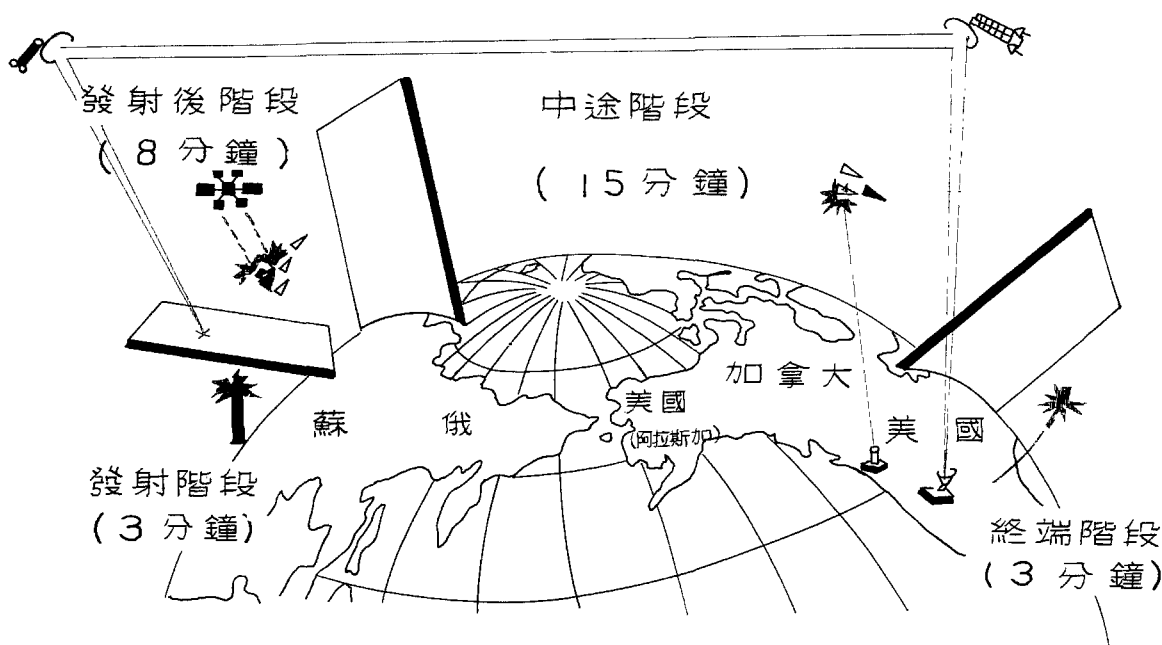 發射後階段
(8分鐘)
中途階段
(15分鐘)
加拿大
美國
(阿拉斯加)
美國
蘇俄
發射階段
(3分鐘)
終端階段
(3分鐘)